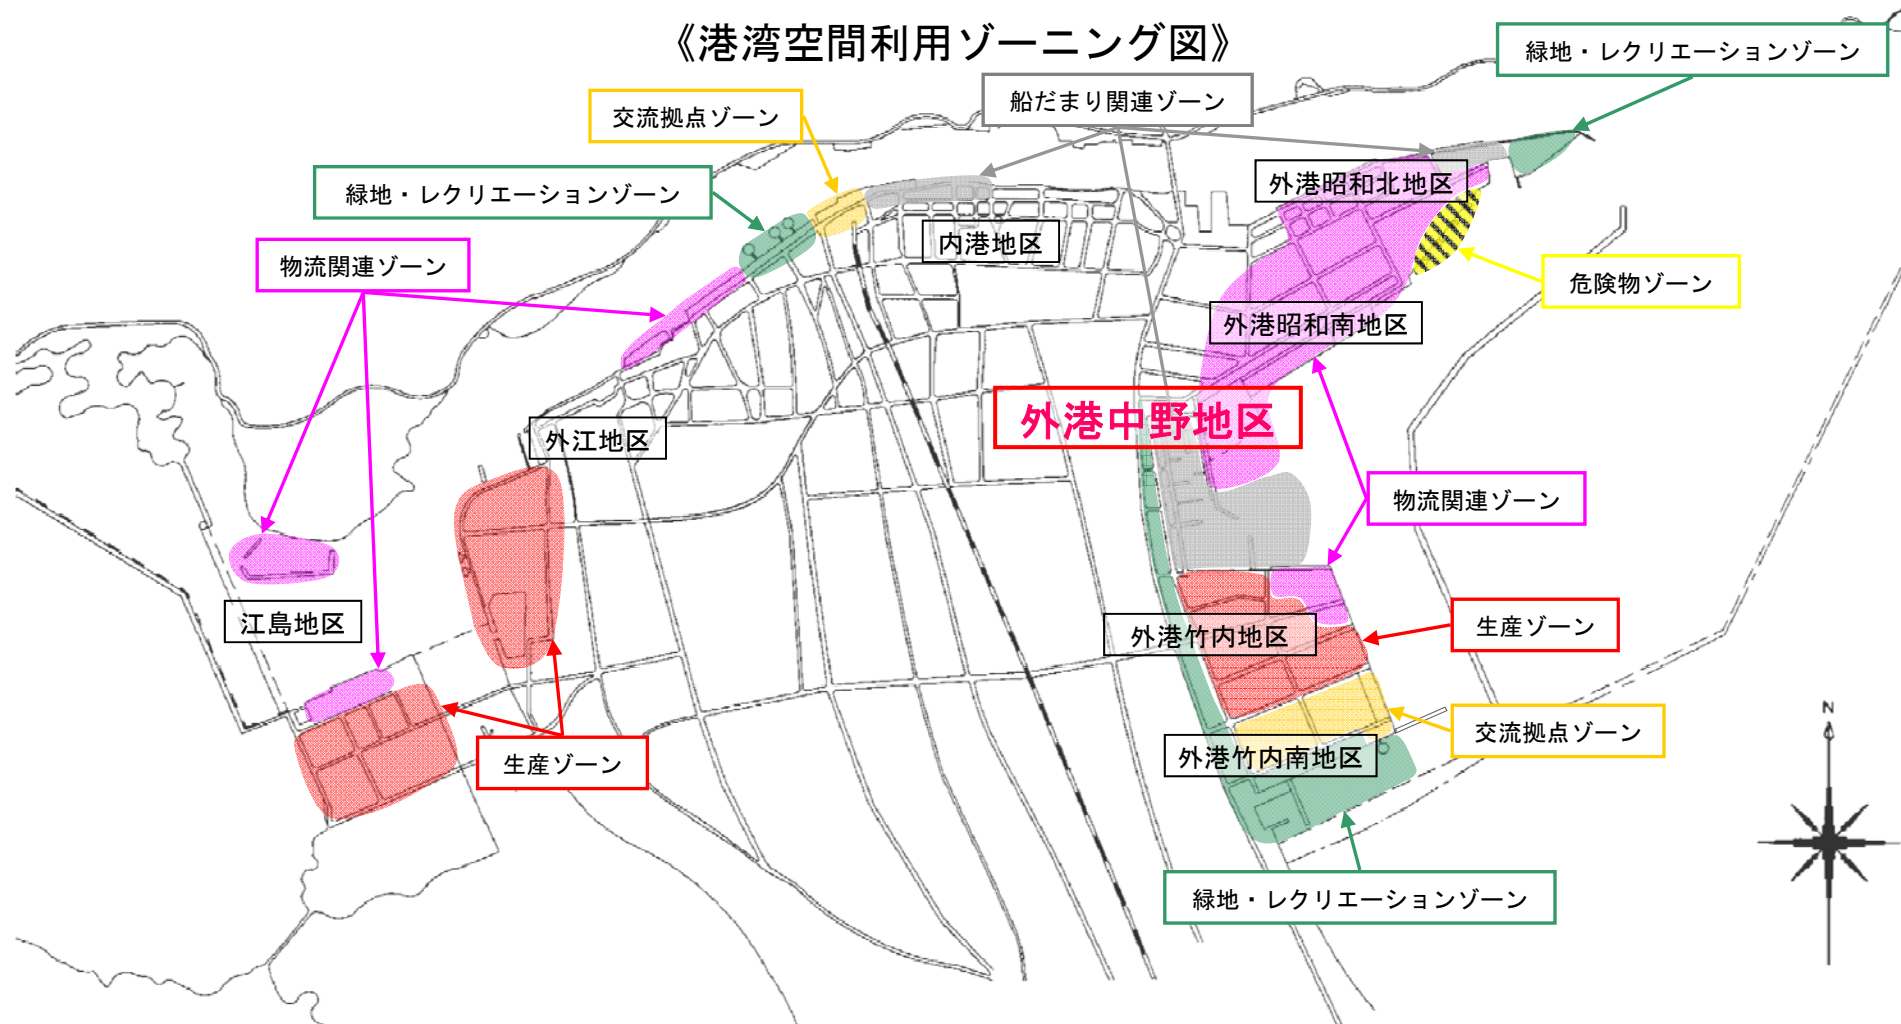 《港湾空間利用ゾーニング図》
緑地・レクリエーションゾーン
船だまり関連ゾーン
交流拠点ゾーン
緑地・レクリエーションゾーン
外港昭和北地区
内港地区
物流関連ゾーン
危険物ゾーン
外港昭和南地区
外港中野地区
外江地区
物流関連ゾーン
江島地区
外港竹内地区
生産ゾーン
交流拠点ゾーン
外港竹内南地区
生産ゾーン
緑地・レクリエーションゾーン
N